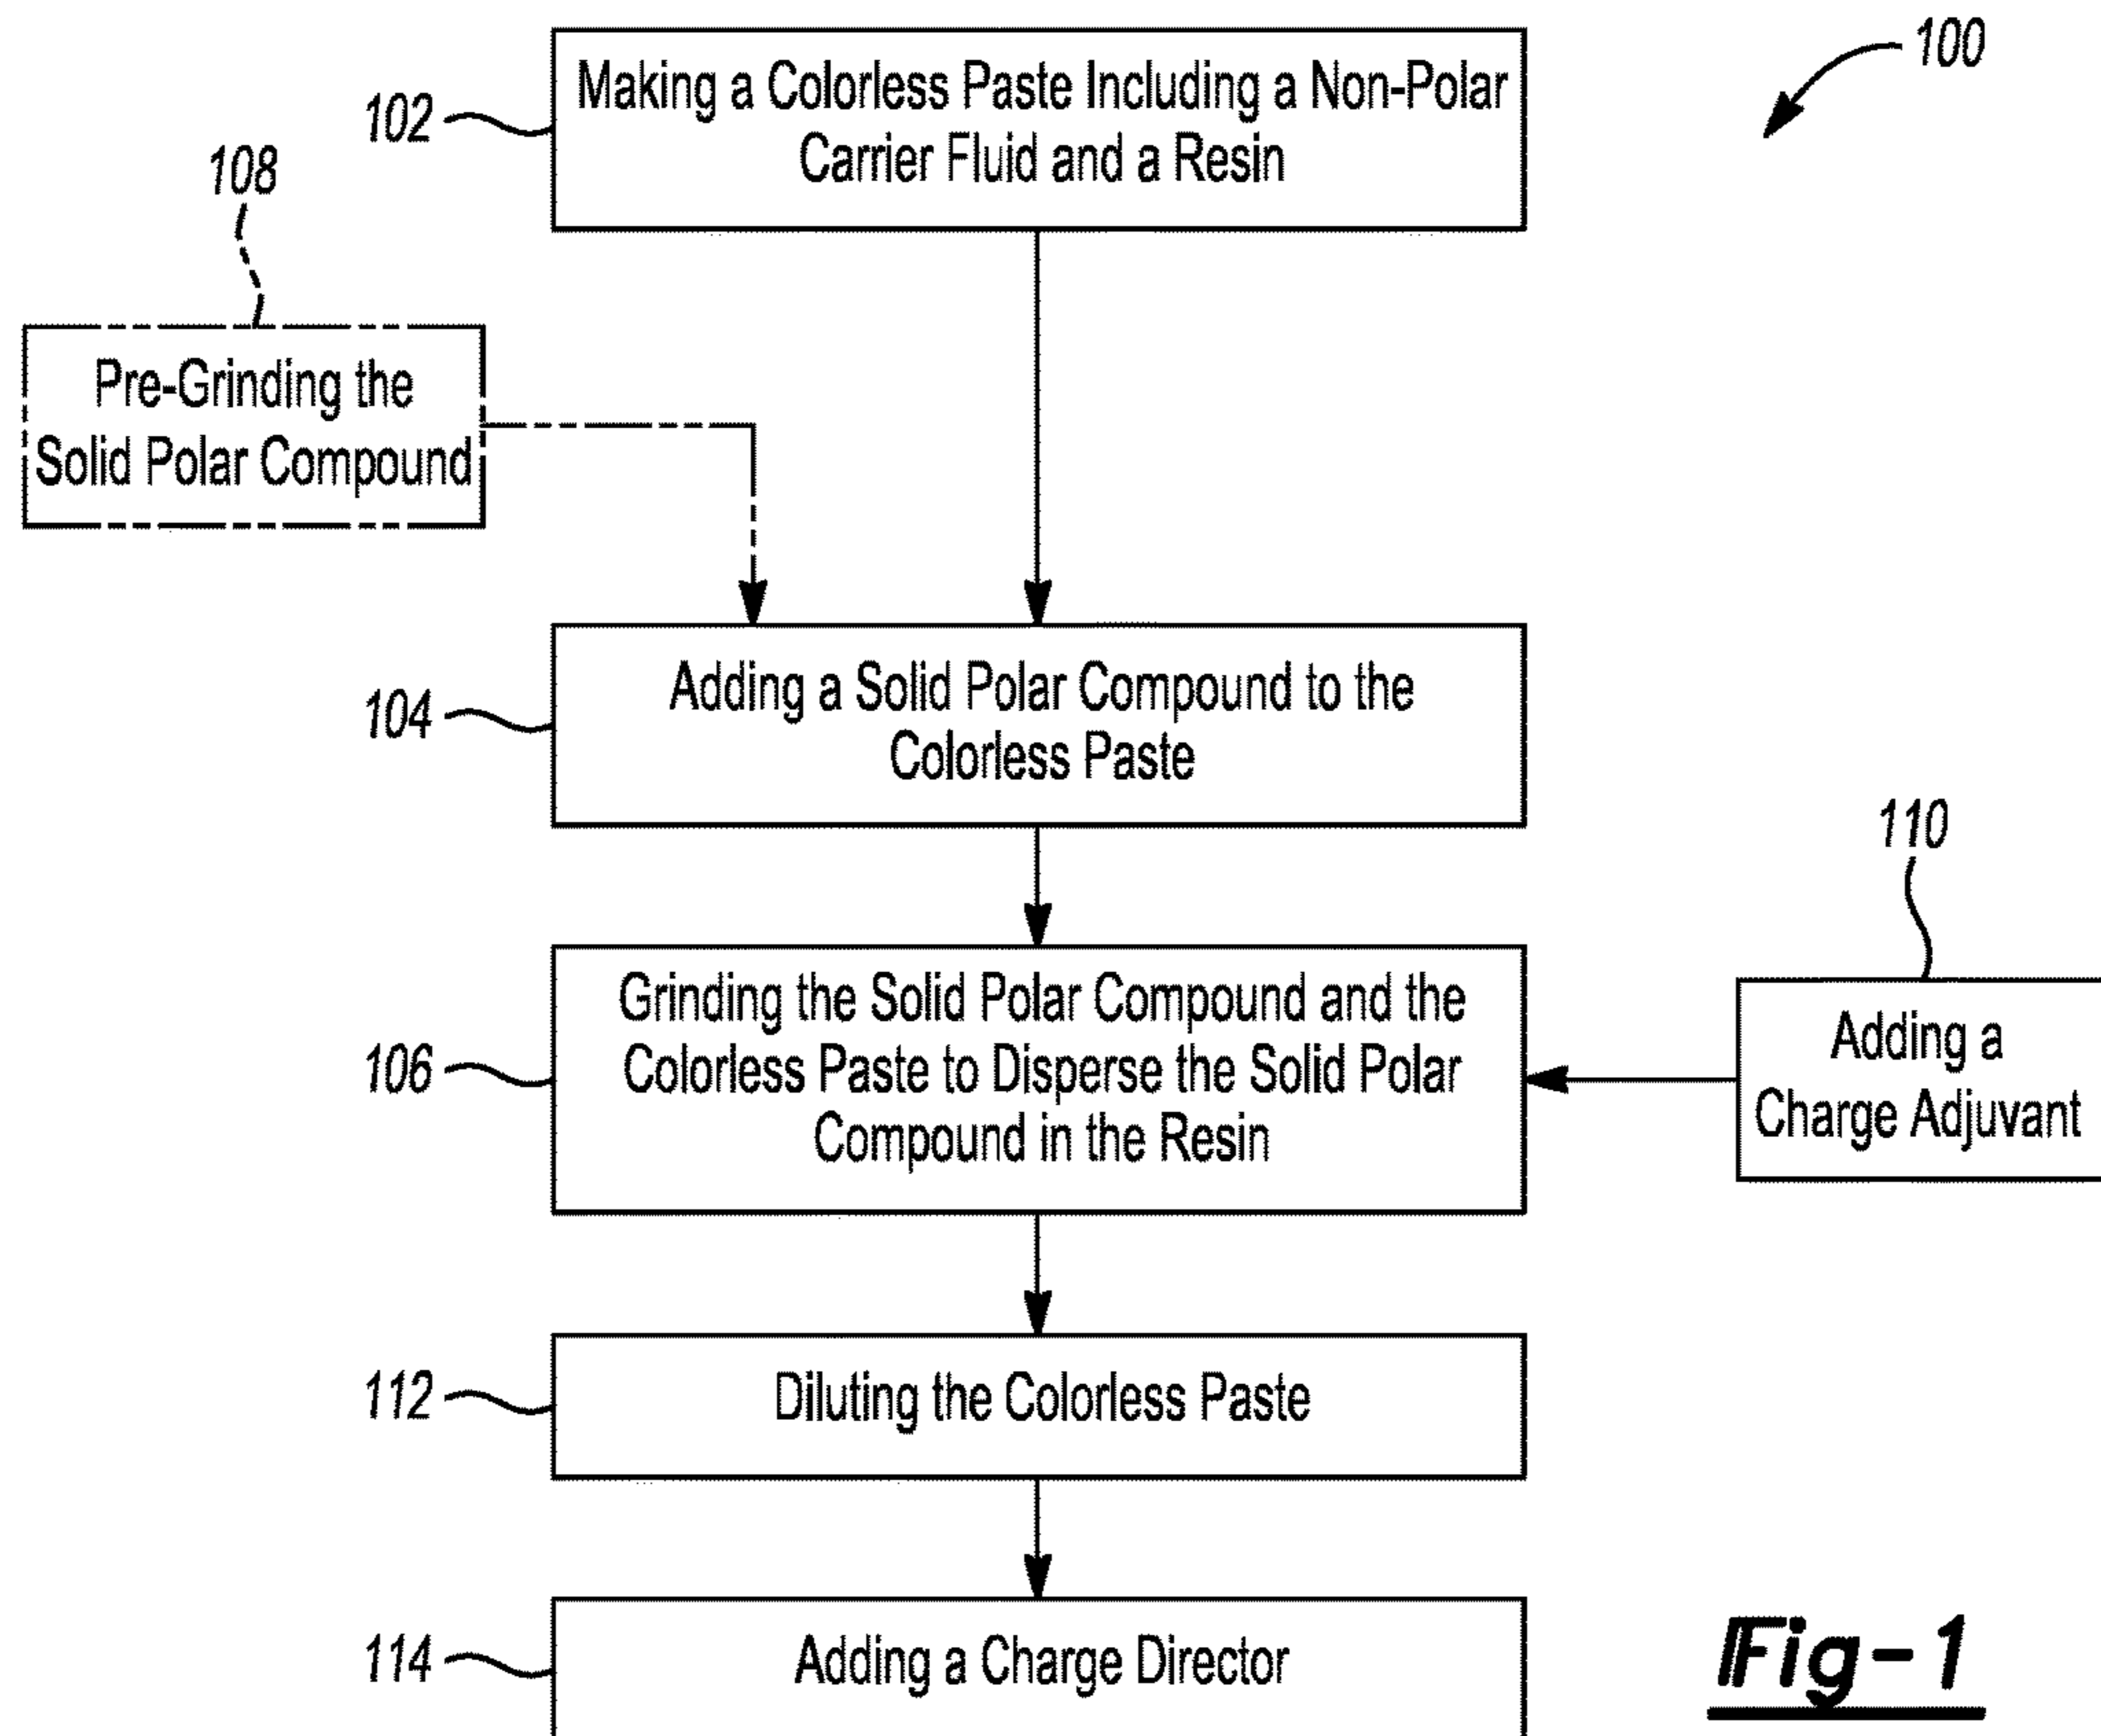 100
102
Making a Colorless Paste Including a Non-Polar
Carrier Fluid and a Resin
108
Pre-Grinding the
Solid Polar Compound
104
Adding a Solid Polar Compound to the
Colorless Paste
110
106
Grinding the Solid Polar Compound and the
Colorless Paste to Disperse the Solid Polar
Compound in the Resin
Adding a
Charge Adjuvant
112
Diluting the Colorless Paste
114
Adding a Charge Director
Fig-1